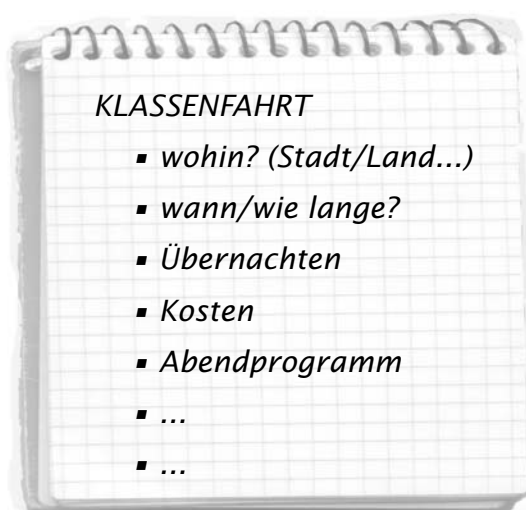 KLASSENFAHRT
▪ wohin? (Stadt/Land...)
▪ wann/wie lange?
▪ Übernachten
▪ Kosten
▪ Abendprogramm
▪ ...
▪ ...